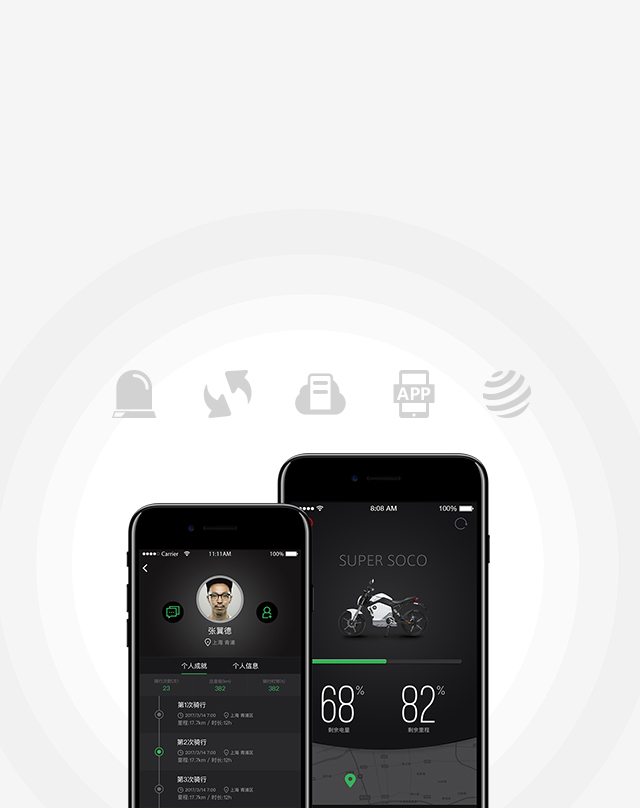 APP
8:08 AM
100%
SUPER SOCO
68%
82%
剩余电量
剩余里程
Carrier
11:11AM
100%
张翼德
上海 青浦
个人成就
个人信息
23
382
382
第1次骑行
2017/3/14 7:00 上海 青浦区
里程:17.7km / 时长:12h
第2次骑行
2017/3/14 7:00 上海 青浦区
里程:17.7km / 时长:12h
第3次骑行
2017/3/14 7:00 上海 青浦区
里程:17.7km / 时长:12h